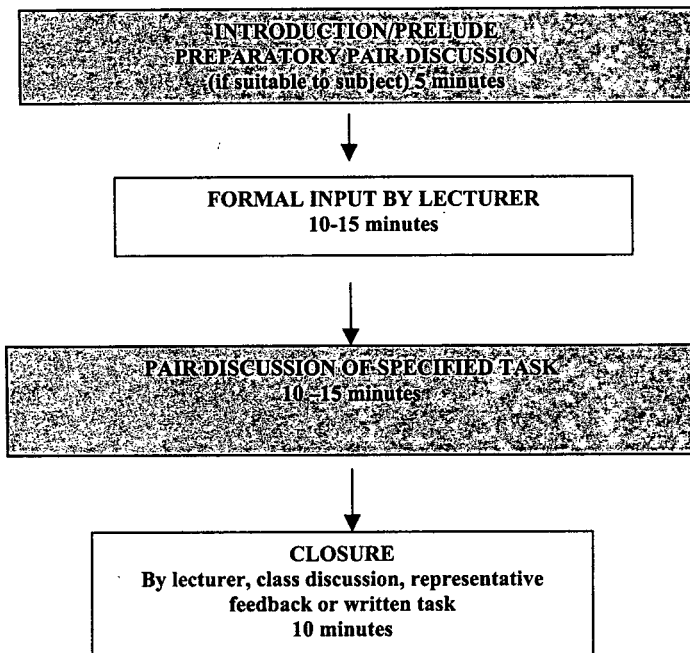 INTRODUCTION/PRELUDE
PREPARATORY PAIR DISCUSSION
(if suitable to subject) 5 minutes
FORMAL INPUT BY LECTURER
10-15 minutes
PAIR DISCUSSION OF SPECIFIED TASK
10 –15 minutes
CLOSURE
By lecturer, class discussion, representative
feedback or written task
10 minutes